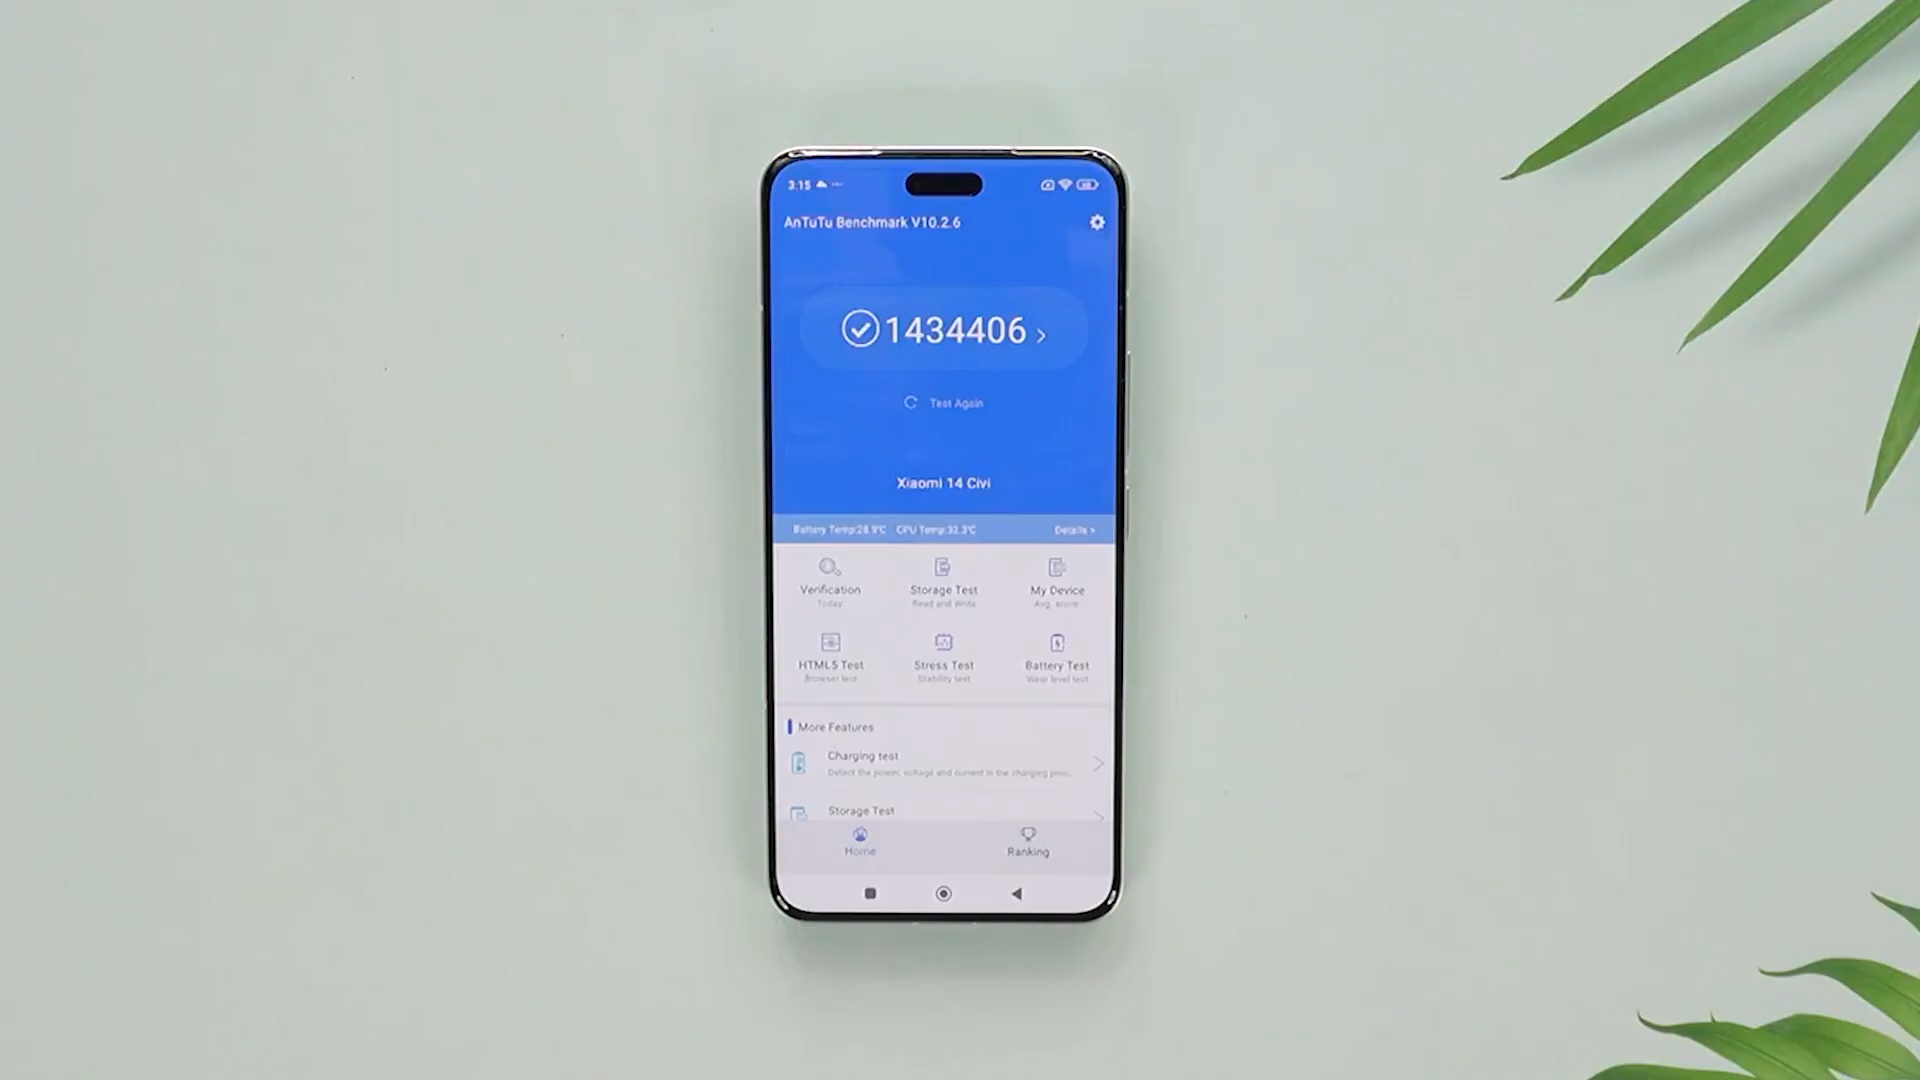 3:15
AnTuTu Benchmark V10.2.6
1434406
Test Again
Xiaomi 14 Civi
Battery Temp:28.9℃ CPU Temp:32.3℃ Details >
Verification Storage Test My Device
Today Read and Write Avg. score
HTML5 Test Stress Test Battery Test
Browser test Stability test Wear level test
More Features
Charging test
Detect the power, voltage and current in the charging proc..
Storage Test
Home Ranking